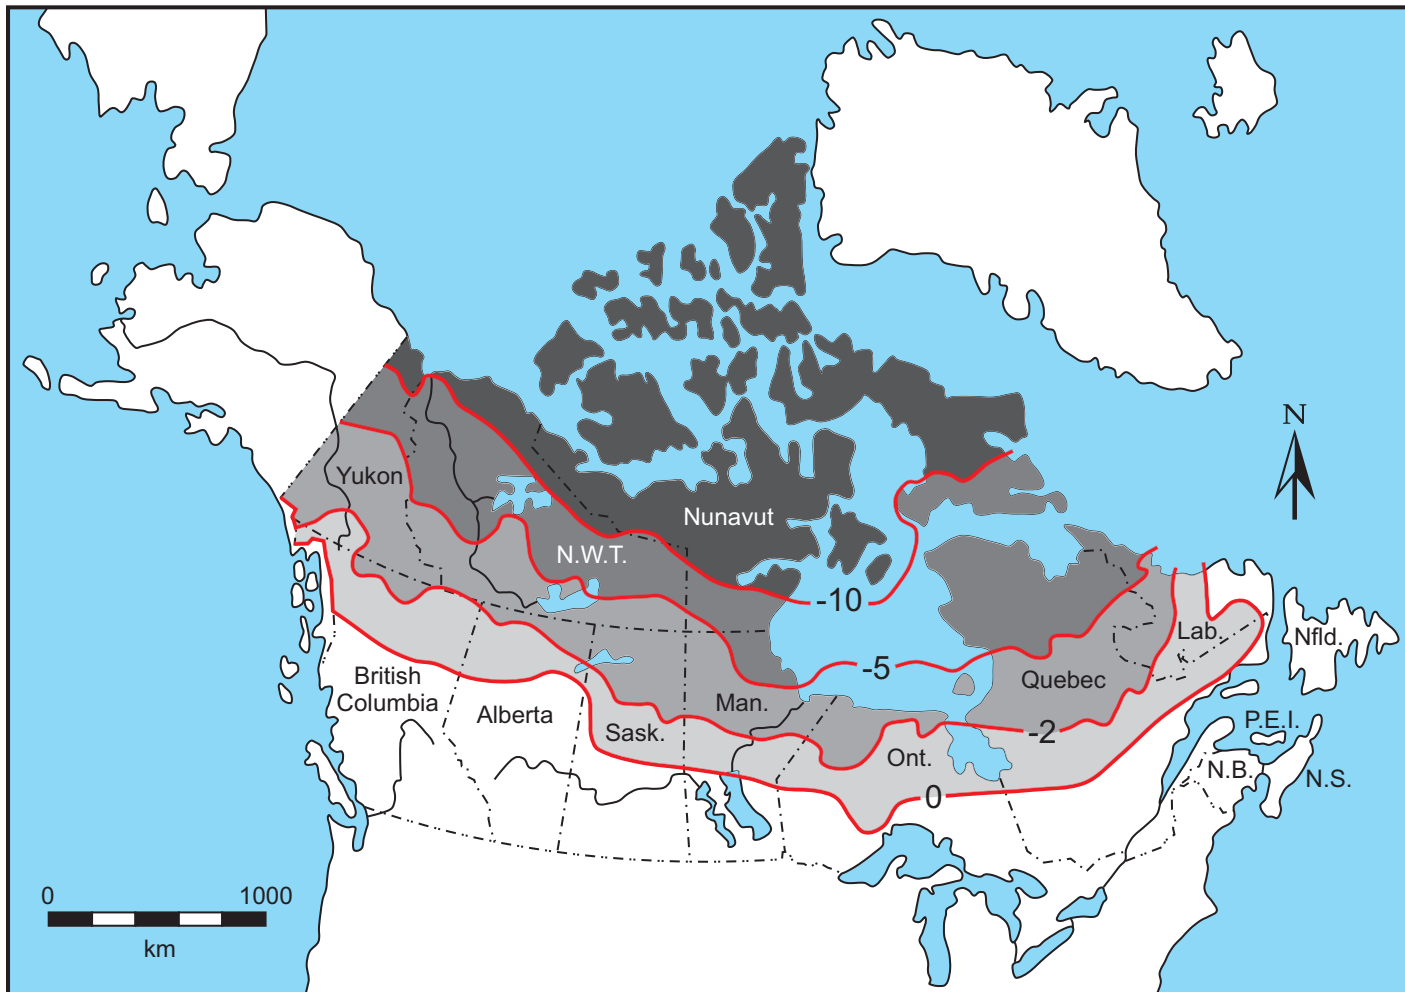 N
Yukon
Nunavut
N.W.T.
-10
Lab.
Nfld.
-5
British
Columbia
Quebec
Man.
Alberta
Sask.
-2
P.E.I.
Ont.
N.B.
N.S.
0
0 1000
km